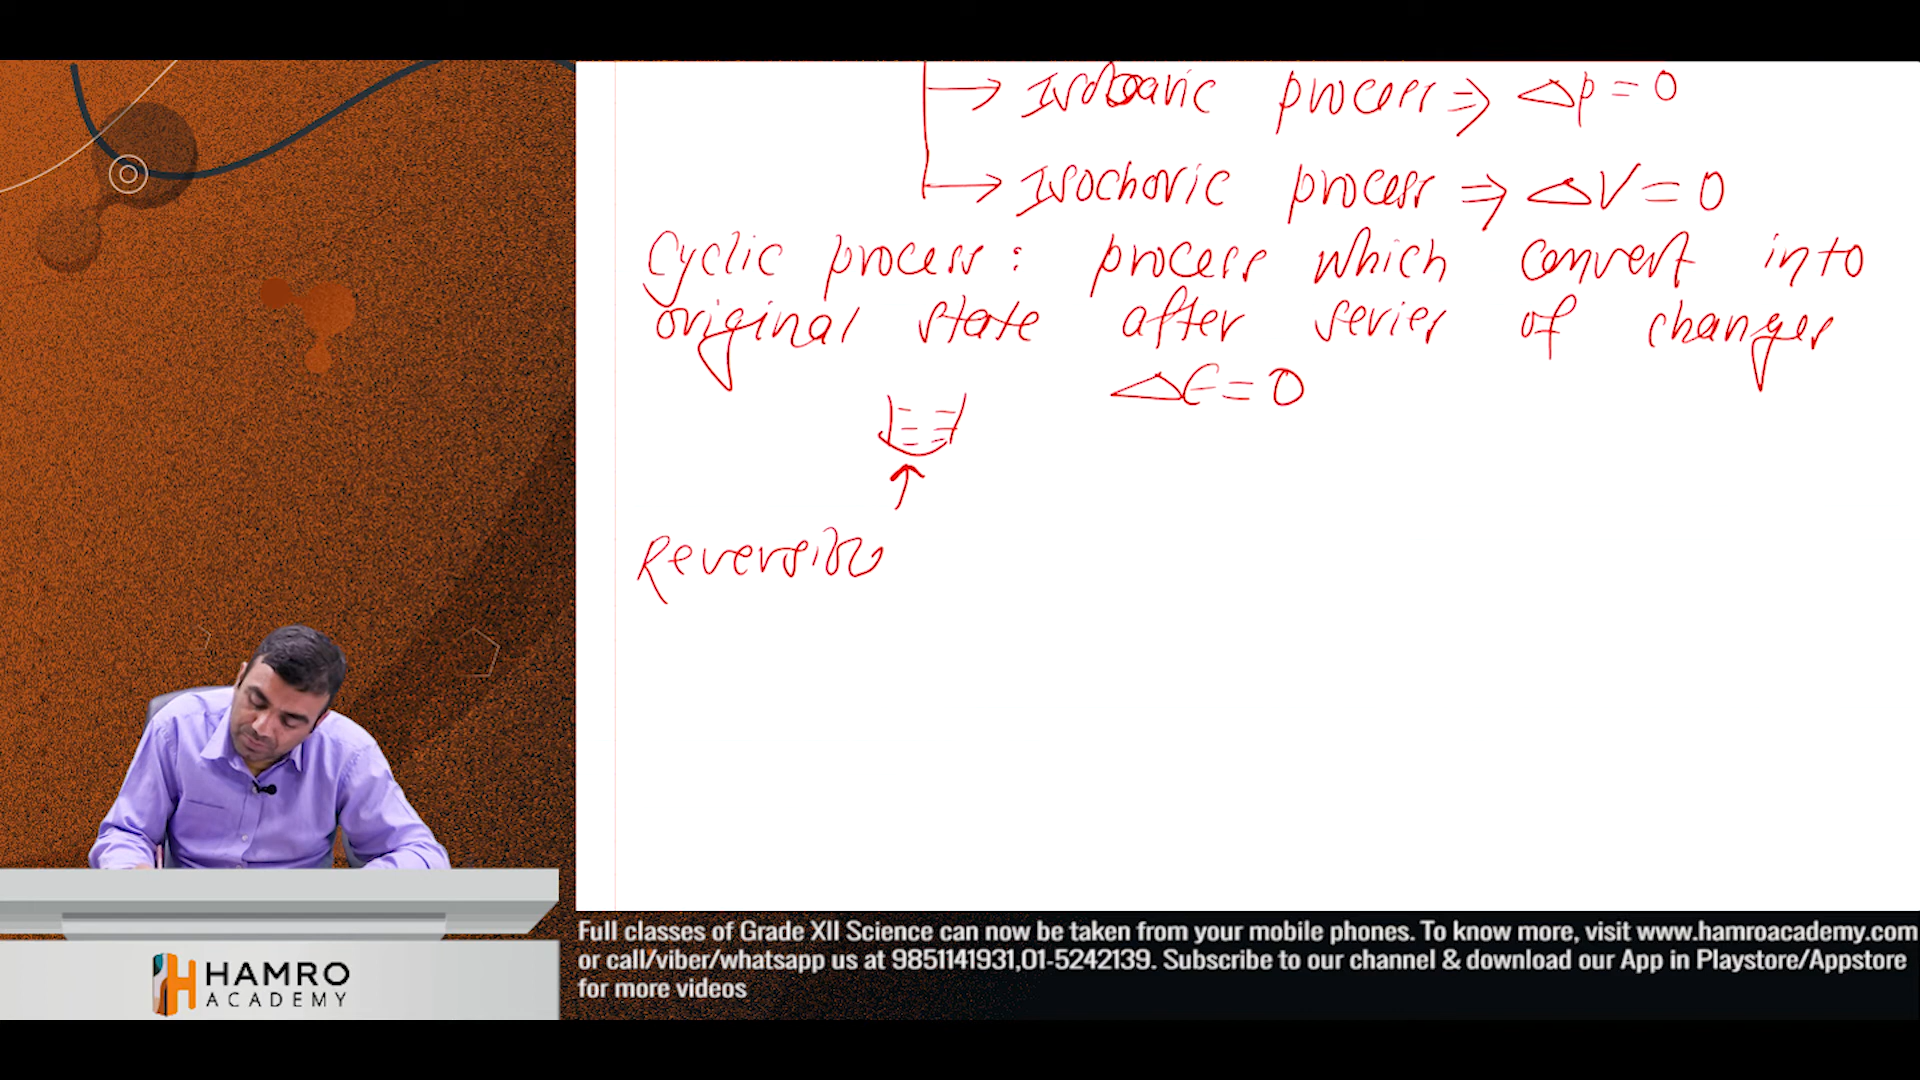 → Isobaric process ⇒ Δp = 0
→ Isochoric process ⇒ ΔV = 0
Cyclic process : process which convert into
original state after series of changes
ΔE = 0
Reversible
Full classes of Grade XII Science can now be taken from your mobile phones. To know more, visit www.hamroacademy.com
or call/viber/whatsapp us at 9851141931,01-5242139. Subscribe to our channel & download our App in Playstore/Appstore
for more videos
HAMRO
ACADEMY